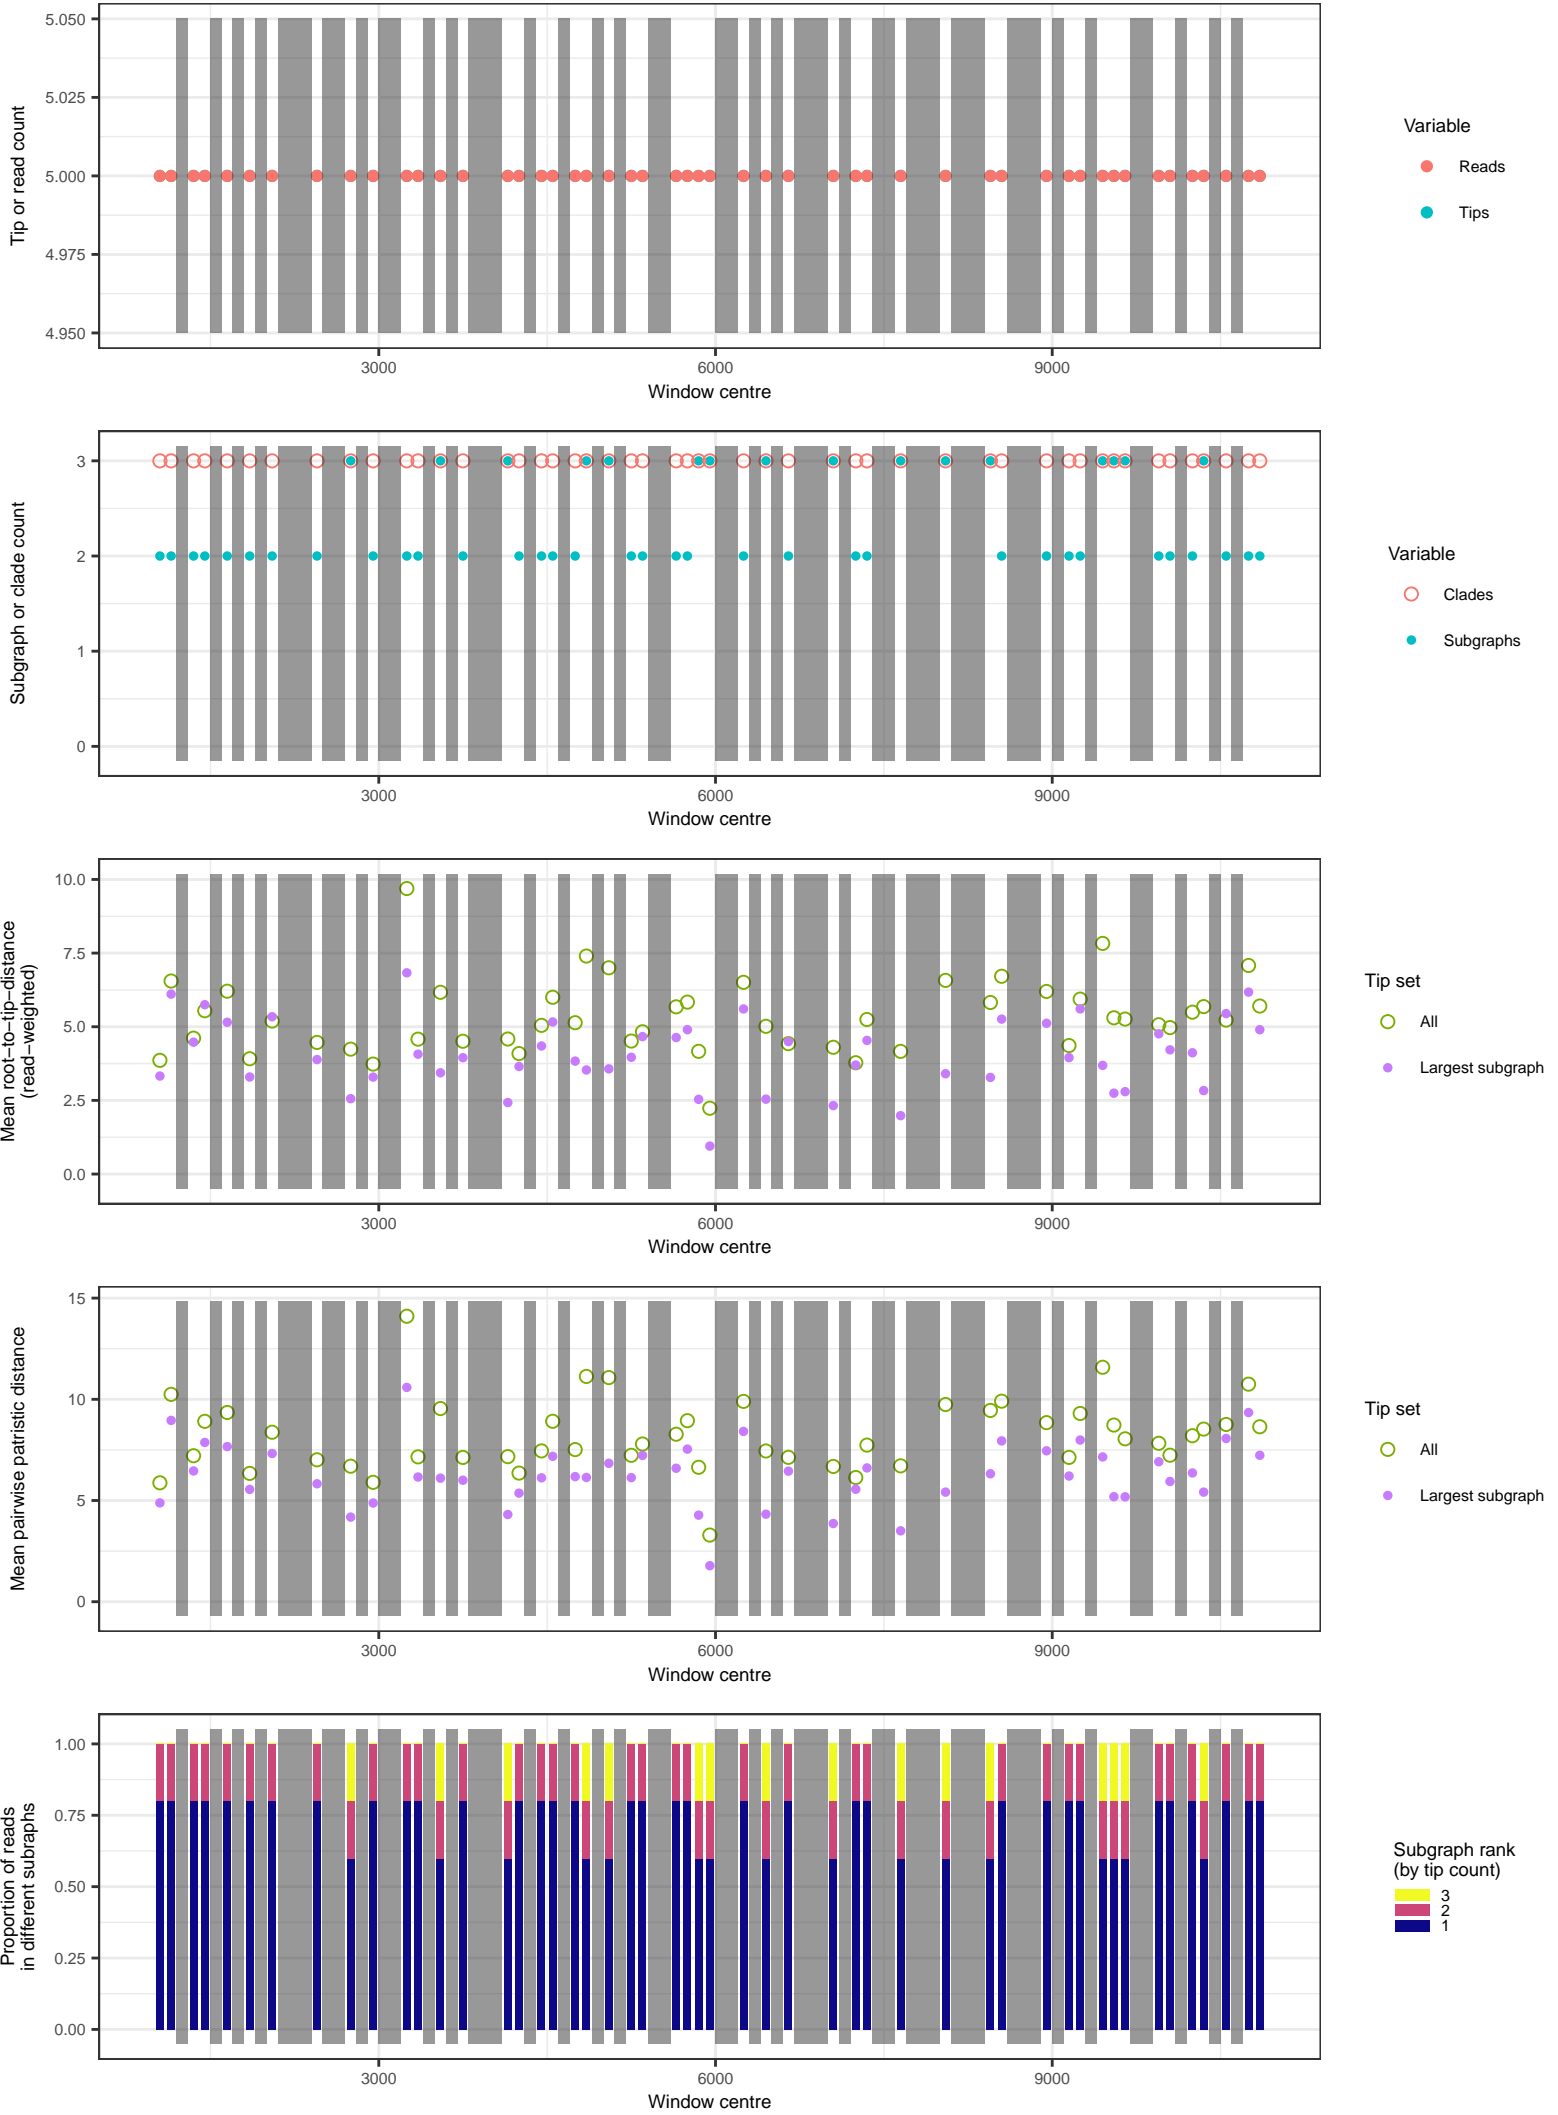 5.050
5.025
5.000
4.975
4.950
Tip or read count
3000
6000
9000
Window centre
Variable
Reads
Tips
3
2
1
0
Subgraph or clade count
3000
6000
9000
Window centre
Variable
Clades
Subgraphs
10.0
7.5
5.0
2.5
0.0
Mean root−to−tip−distance
(read−weighted)
3000
6000
9000
Window centre
Tip set
All
Largest subgraph
15
10
5
0
Mean pairwise patristic distance
3000
6000
9000
Window centre
Tip set
All
Largest subgraph
1.00
0.75
0.50
0.25
0.00
Proportion of reads
in different subraphs
3000
6000
9000
Window centre
Subgraph rank
(by tip count)
3
2
1